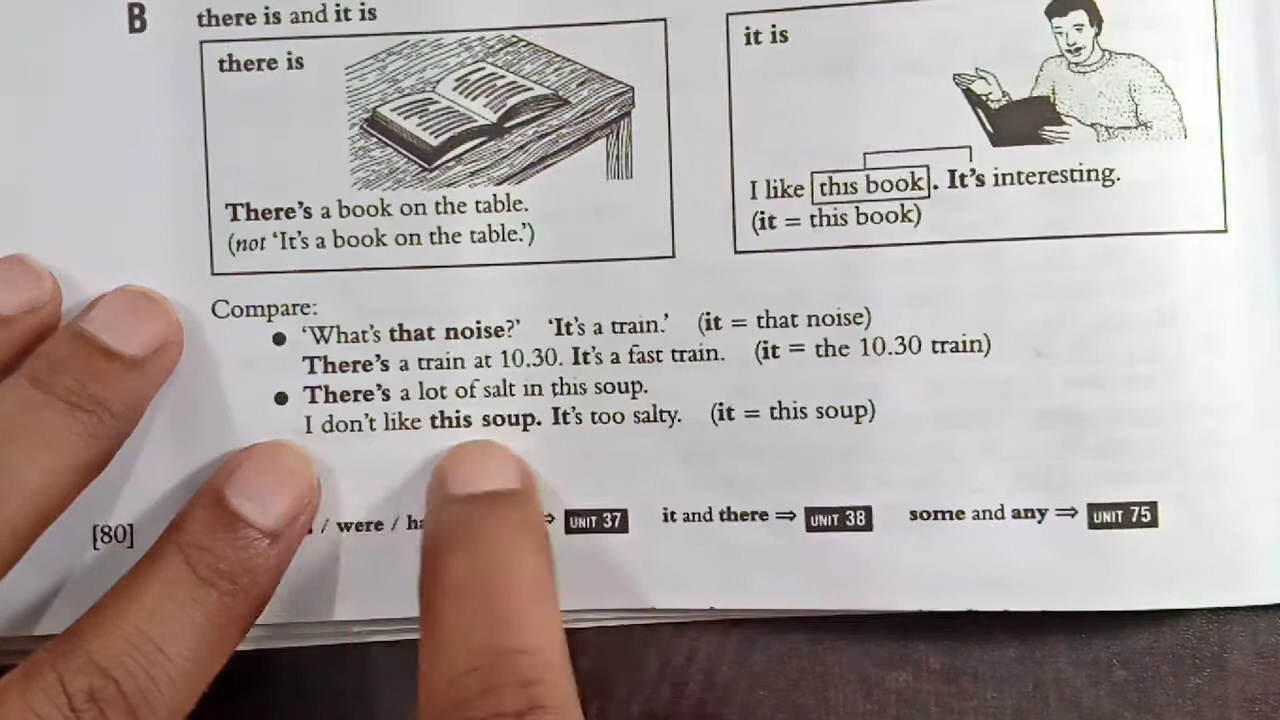 B there is and it is
there is
There's a book on the table.
(not 'It's a book on the table.')
it is
I like this book. It's interesting.
(it = this book)
Compare:
● 'What's that noise?' 'It's a train.' (it = that noise)
There's a train at 10.30. It's a fast train. (it = the 10.30 train)
● There's a lot of salt in this soup.
I don't like this soup. It's too salty. (it = this soup)
[80] / were / ⇒ UNIT 37 it and there ⇒ UNIT 38 some and any ⇒ UNIT 75